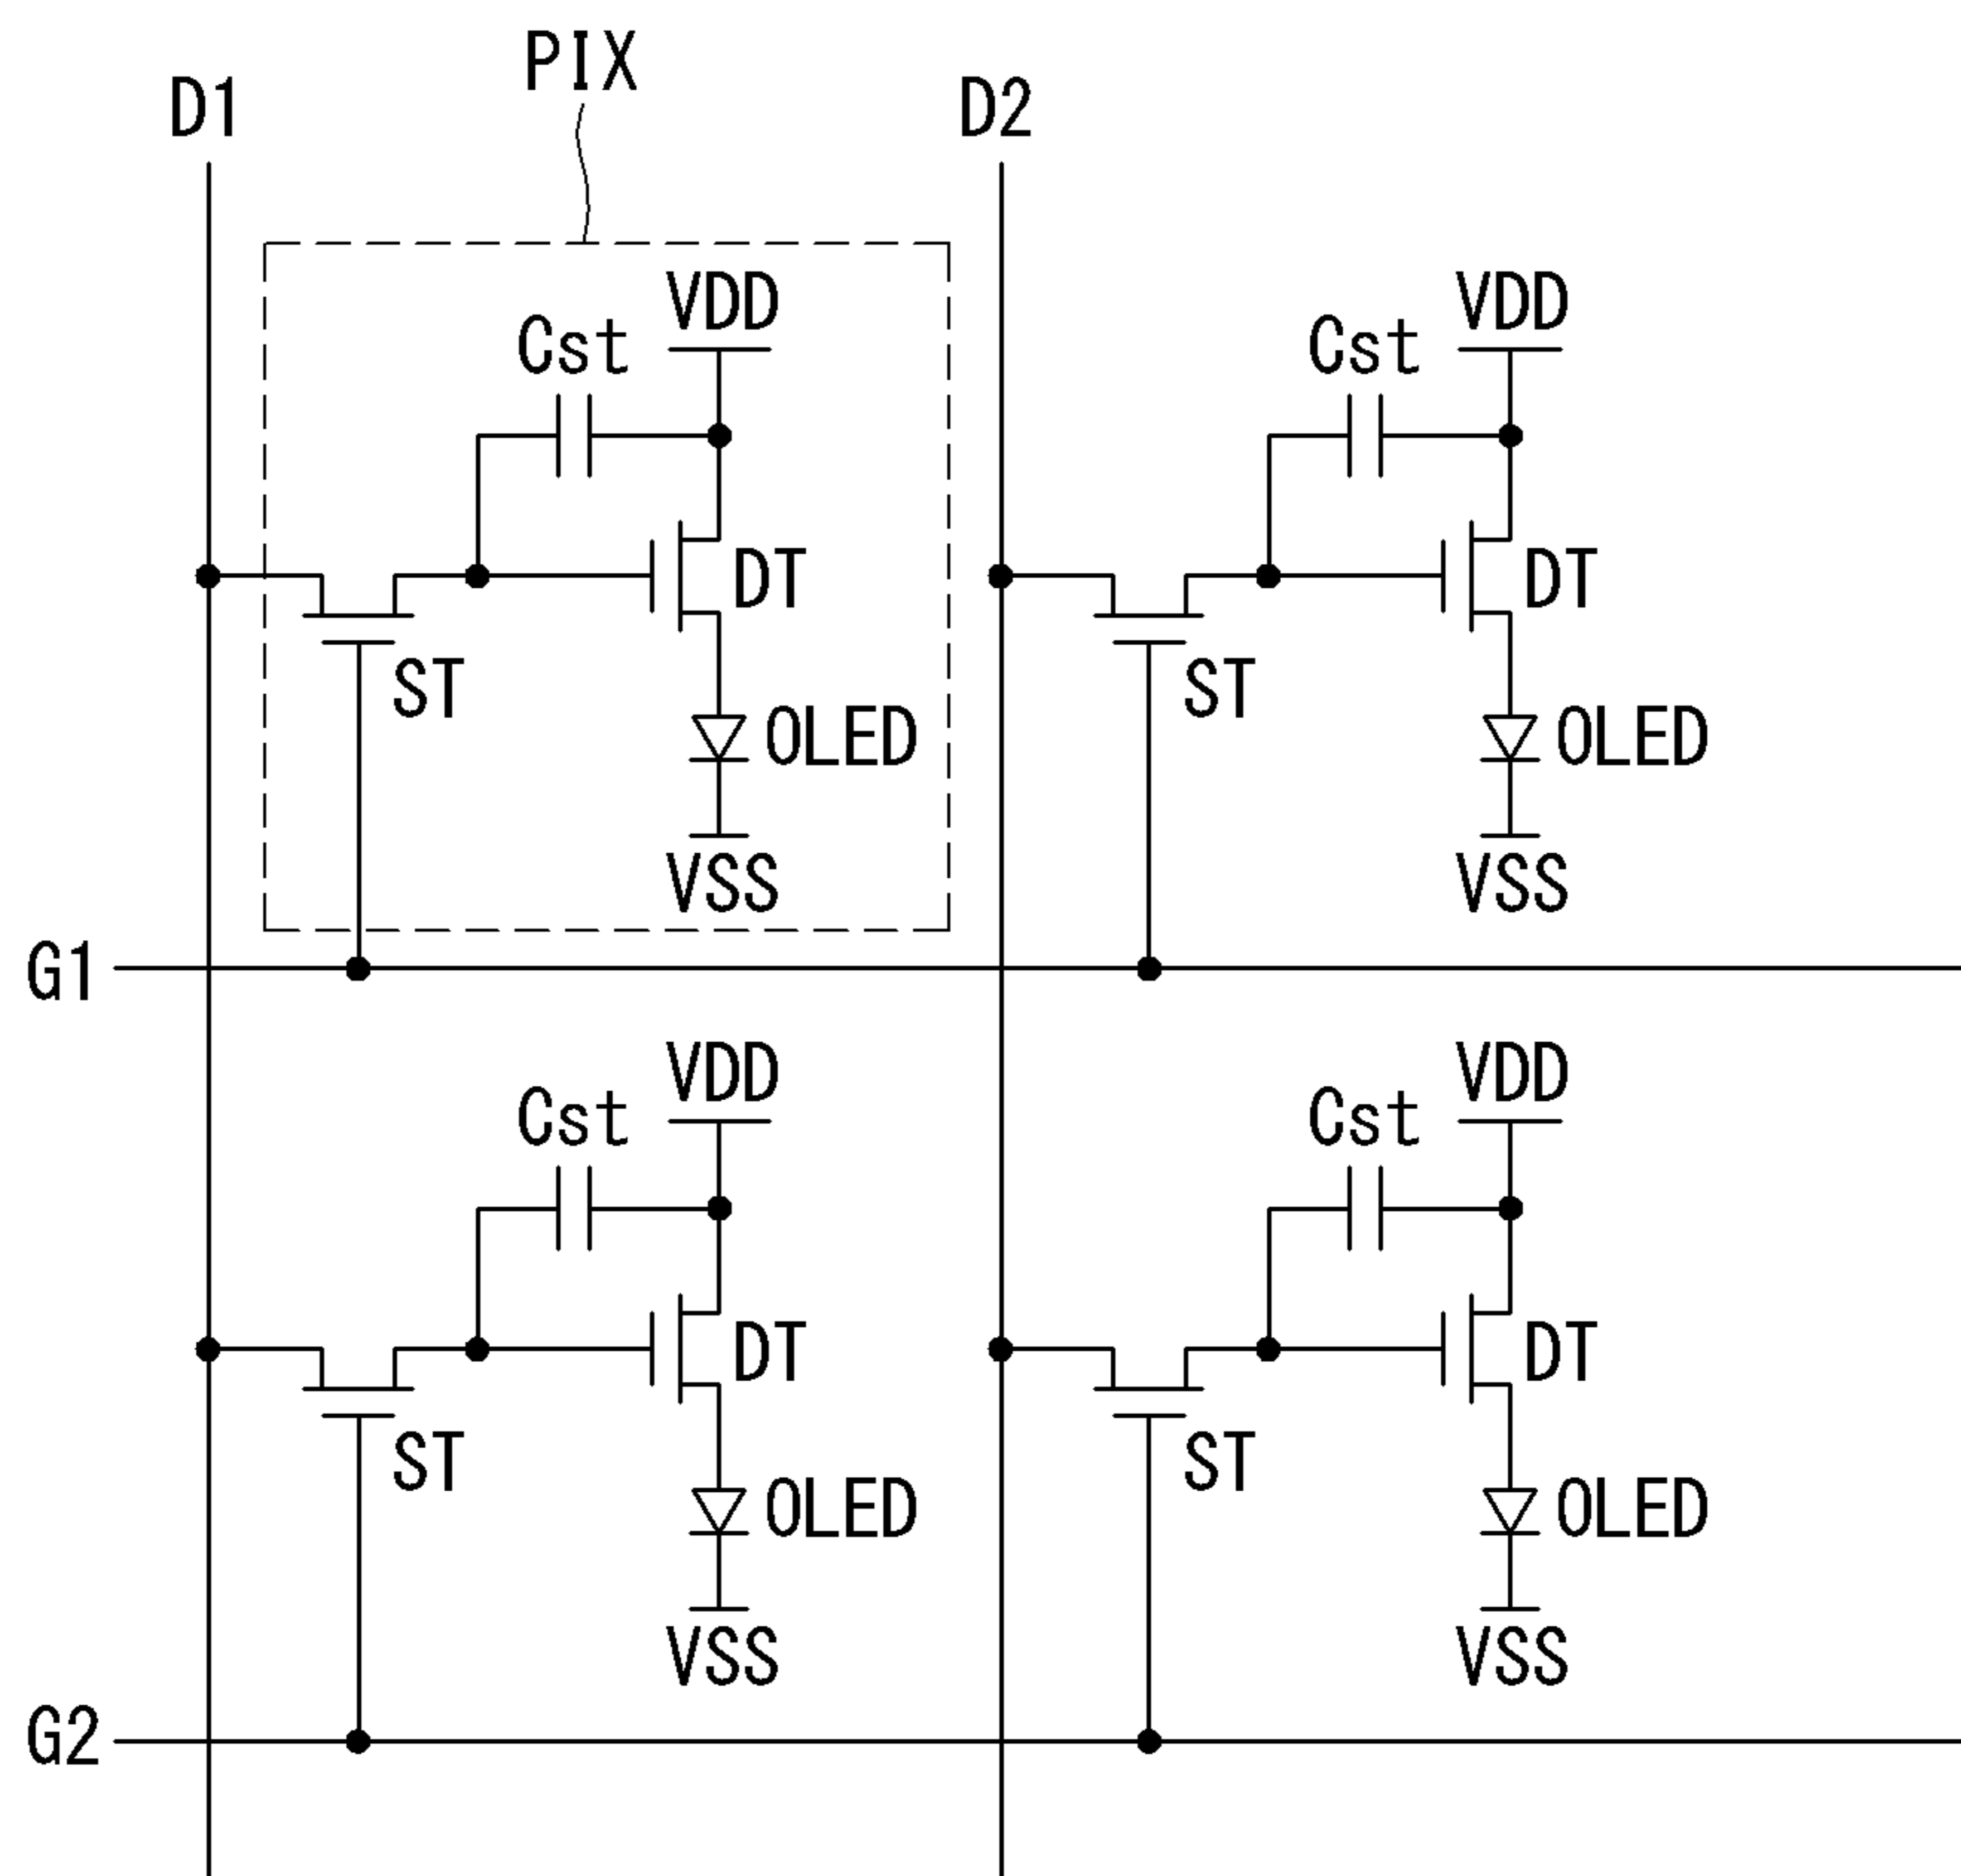 PIX
D1 D2
VDD VDD
Cst Cst
DT DT
ST ST
OLED OLED
VSS VSS
G1
VDD VDD
Cst Cst
DT DT
ST ST
OLED OLED
VSS VSS
G2